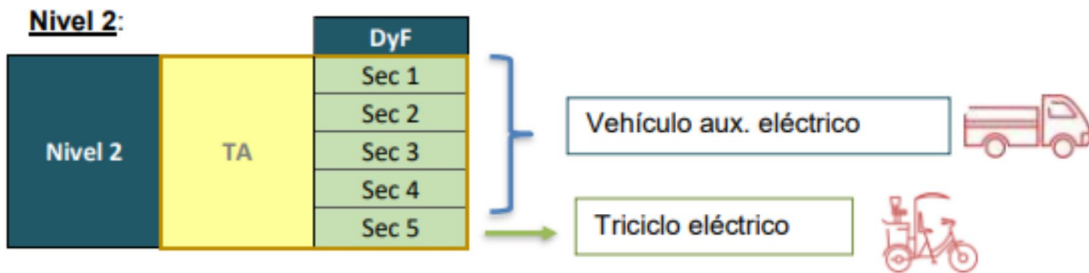 Nivel 2:
DyF
Nivel 2
TA
Sec 1
Sec 2
Sec 3
Sec 4
Sec 5
Vehículo aux. eléctrico
Triciclo eléctrico